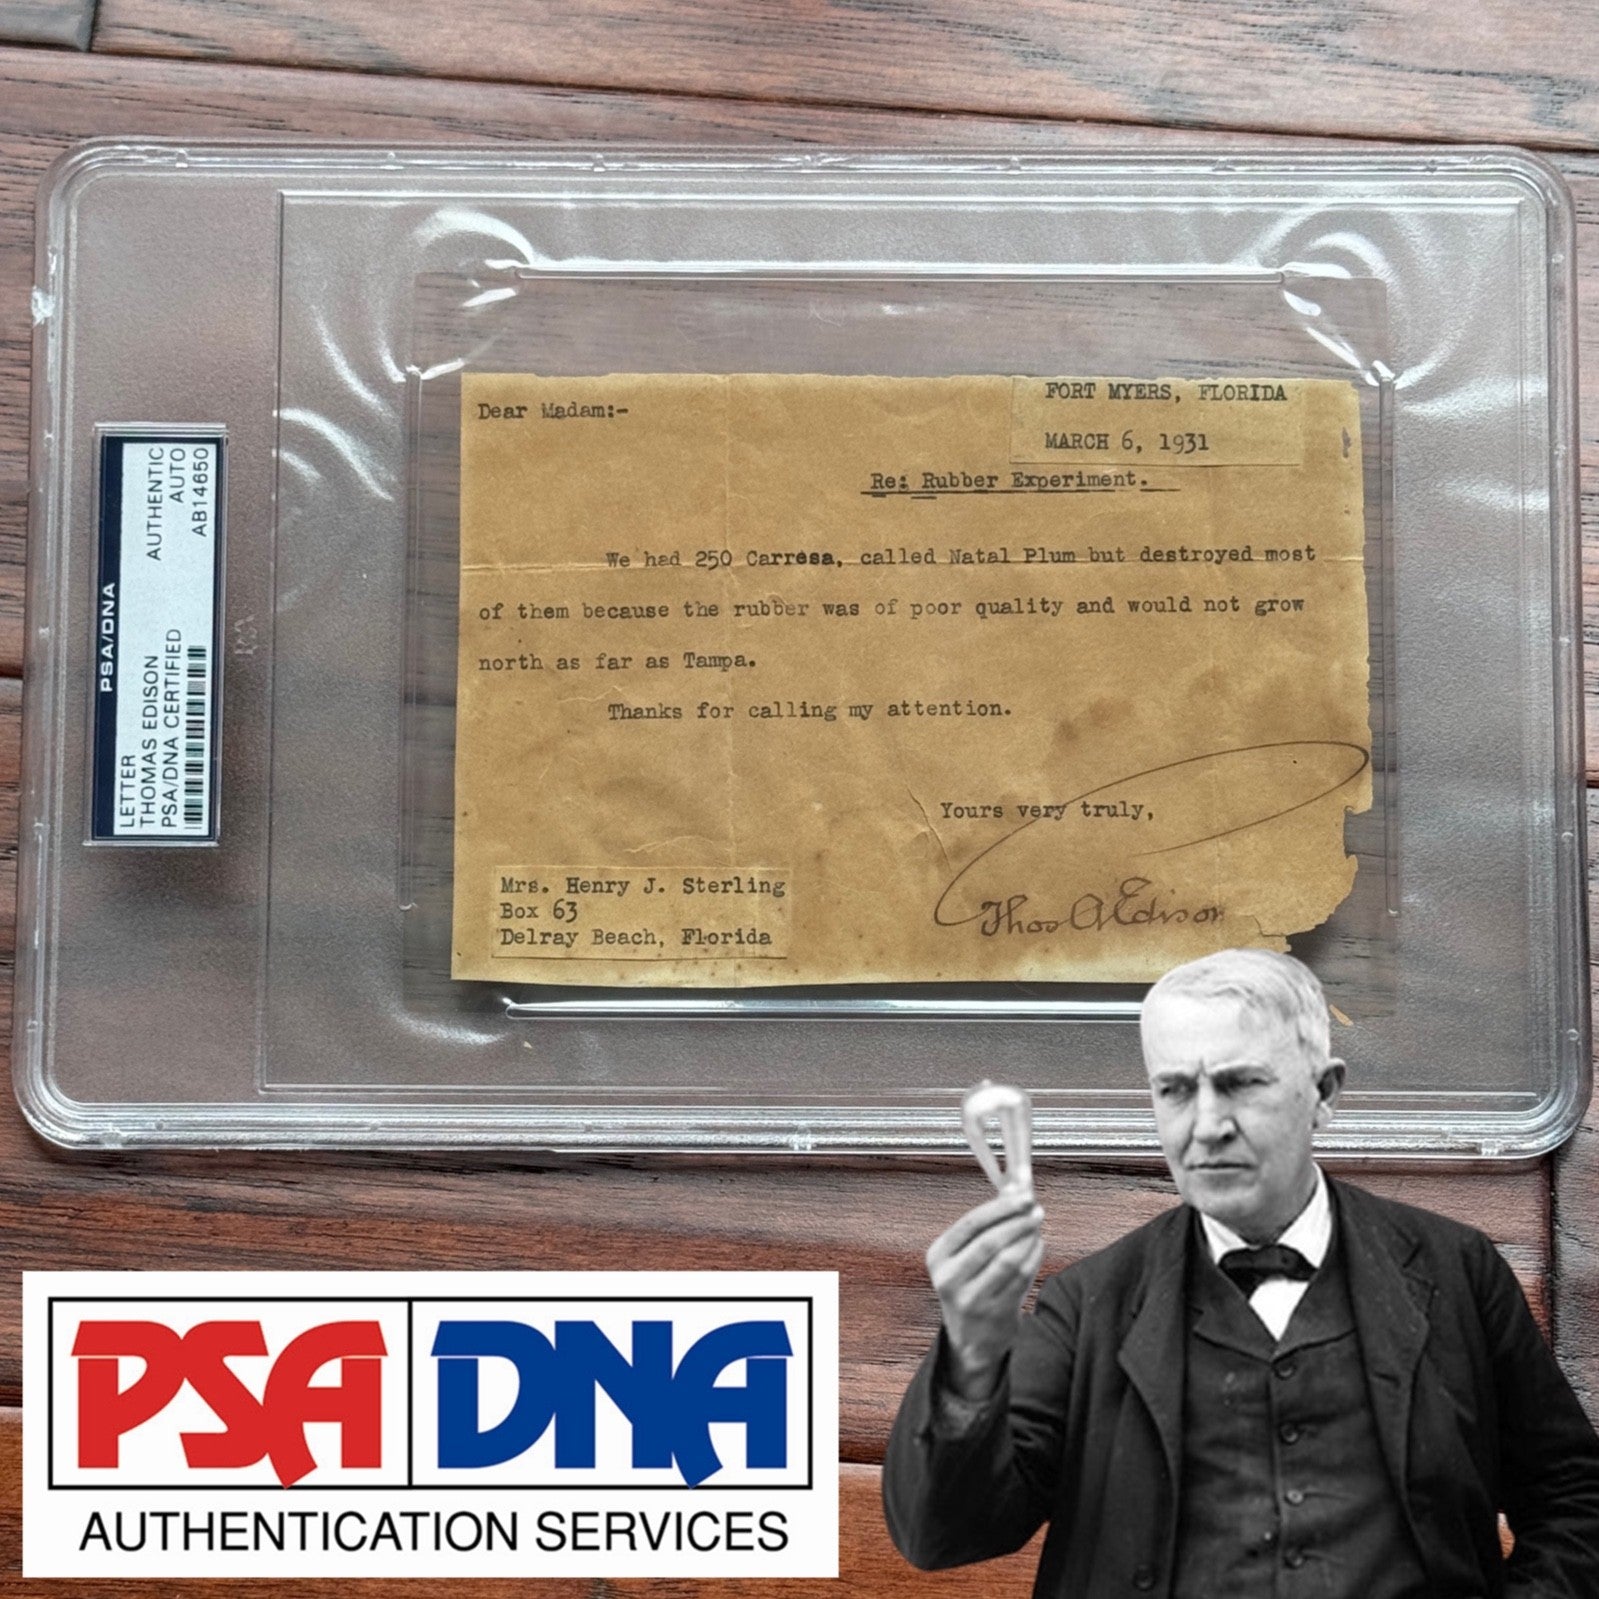 PSA/DNA
LETTER
THOMAS EDISON
PSA/DNA CERTIFIED
AUTHENTIC
AUTO
AB14650
FORT MYERS, FLORIDA
MARCH 6, 1931
Dear Madam:-
Re: Rubber Experiment.
We had 250 Carresa, called Natal Plum but destroyed most
of them because the rubber was of poor quality and would not grow
north as far as Tampa.
Thanks for calling my attention.
Yours very truly,
Thos A Edison
Mrs. Henry J. Sterling
Box 63
Delray Beach, Florida
PSA DNA
AUTHENTICATION SERVICES